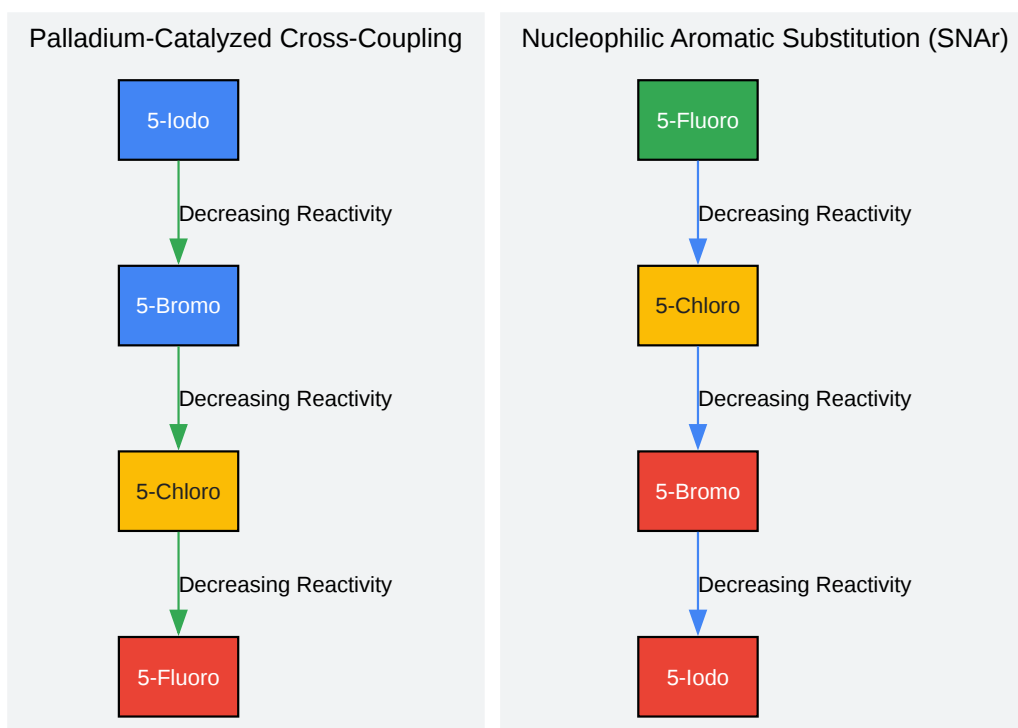 Palladium-Catalyzed Cross-Coupling
5-Iodo
Decreasing Reactivity
5-Bromo
Decreasing Reactivity
5-Chloro
Decreasing Reactivity
5-Fluoro
Nucleophilic Aromatic Substitution (SNAr)
5-Fluoro
Decreasing Reactivity
5-Chloro
Decreasing Reactivity
5-Bromo
Decreasing Reactivity
5-Iodo